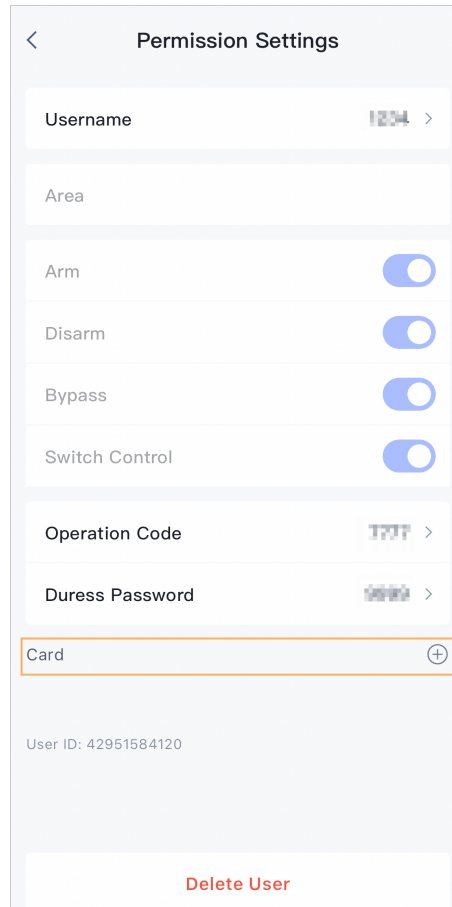 Permission Settings
Username
Area
Arm
Disarm
Bypass
Switch Control
Operation Code
Duress Password
Card
User ID: 42951584120
Delete User